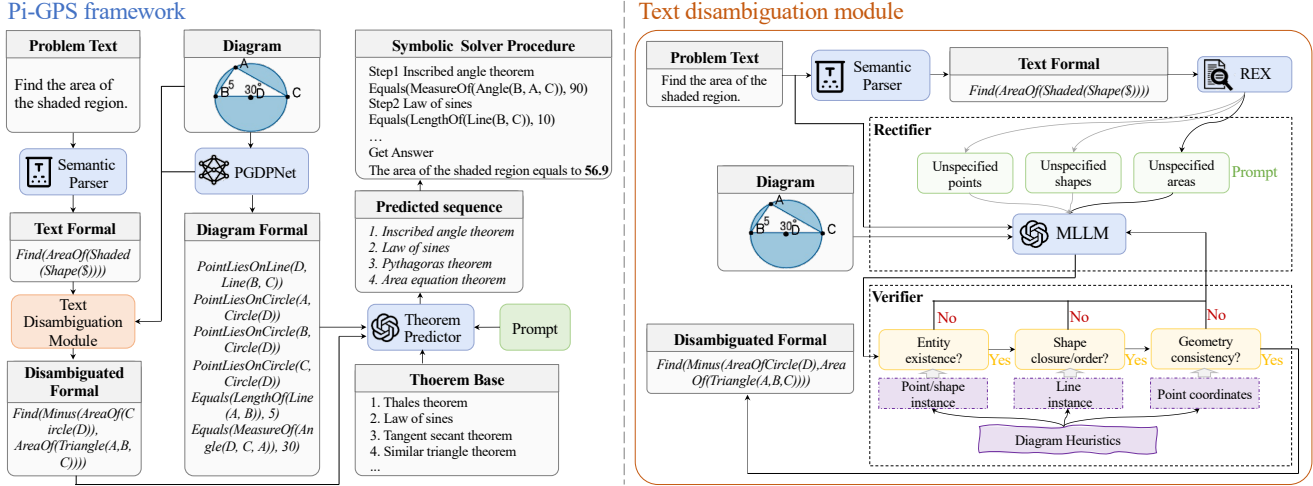 Pi-GPS framework
Problem Text
Find the area of
the shaded region.
Semantic
Parser
Text Formal
Find(AreaOf(Shaded
(Shape($))))
Text
Disambiguation
Module
Disambiguated
Formal
Find(Minus(AreaOf(C
ircle(D)),
AreaOf(Triangle(A,B,
C))))
Diagram
A
B
5
30°
D
C
PGDPNet
Diagram Formal
PointLiesOnLine(D,
Line(B, C))
PointLiesOnCircle(A,
Circle(D))
PointLiesOnCircle(B,
Circle(D))
PointLiesOnCircle(C,
Circle(D))
Equals(LengthOf(Line
(A, B)), 5)
Equals(MeasureOf(An
gle(D, C, A)), 30)
Symbolic Solver Procedure
Step1 Inscribed angle theorem
Equals(MeasureOf(Angle(B, A, C)), 90)
Step2 Law of sines
Equals(LengthOf(Line(B, C)), 10)
...
Get Answer
The area of the shaded region equals to 56.9
Predicted sequence
1. Inscribed angle theorem
2. Law of sines
3. Pythagoras theorem
4. Area equation theorem
Theorem
Predictor
Prompt
Thoerem Base
1. Thales theorem
2. Law of sines
3. Tangent secant theorem
4. Similar triangle theorem
...
Text disambiguation module
Problem Text
Find the area of the
shaded region.
Semantic
Parser
Text Formal
Find(AreaOf(Shaded(Shape($))))
REX
Rectifier
Unspecified
points
Unspecified
shapes
Unspecified
areas
Prompt
Diagram
A
B
5
30°
D
C
MLLM
Verifier
No
No
No
Entity
existence?
Yes
Shape
closure/order?
Yes
Geometry
consistency?
Yes
Point/shape
instance
Line
instance
Point coordinates
Diagram Heuristics
Disambiguated Formal
Find(Minus(AreaOfCircle(D),Area
Of(Triangle(A,B,C))))